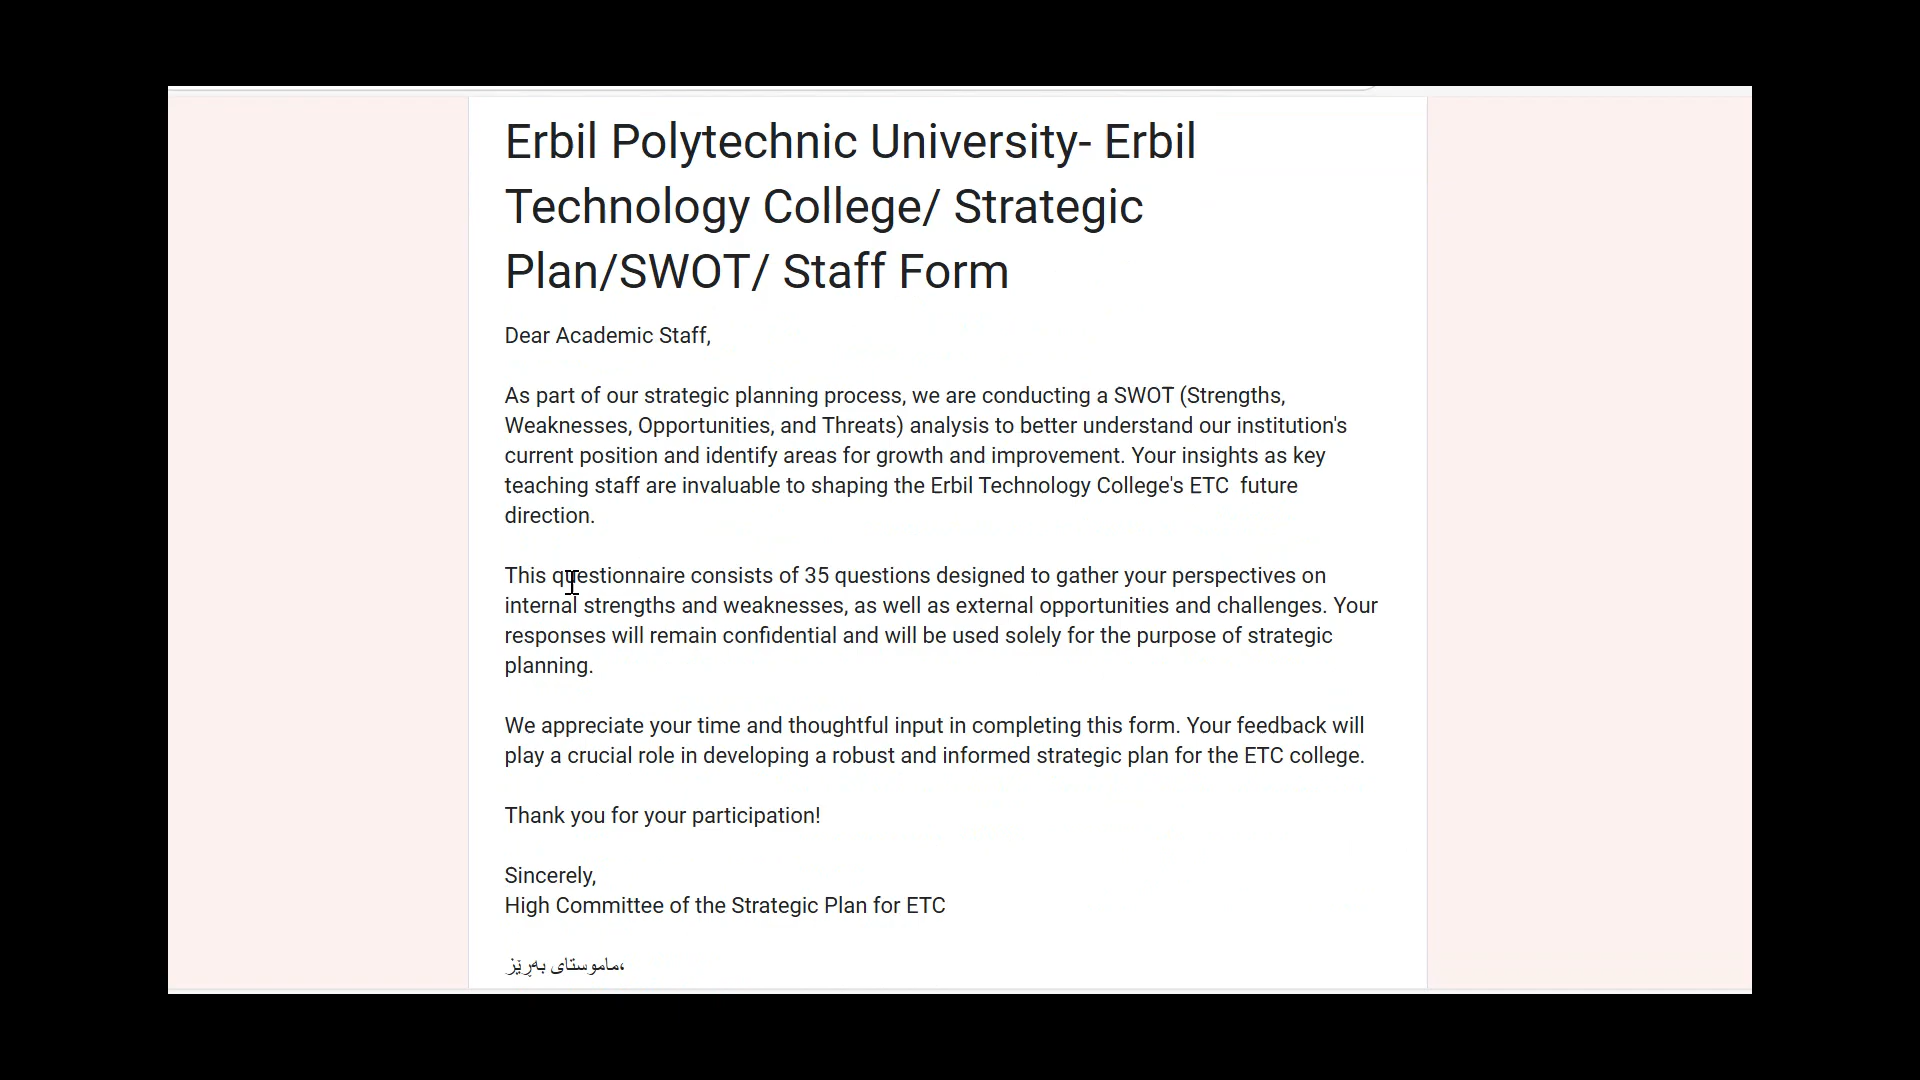 Erbil Polytechnic University- Erbil
Technology College/ Strategic
Plan/SWOT/ Staff Form
Dear Academic Staff,
As part of our strategic planning process, we are conducting a SWOT (Strengths,
Weaknesses, Opportunities, and Threats) analysis to better understand our institution's
current position and identify areas for growth and improvement. Your insights as key
teaching staff are invaluable to shaping the Erbil Technology College's ETC  future
direction.
This questionnaire consists of 35 questions designed to gather your perspectives on
internal strengths and weaknesses, as well as external opportunities and challenges. Your
responses will remain confidential and will be used solely for the purpose of strategic
planning.
We appreciate your time and thoughtful input in completing this form. Your feedback will
play a crucial role in developing a robust and informed strategic plan for the ETC college.
Thank you for your participation!
Sincerely,
High Committee of the Strategic Plan for ETC
ماموستای بەڕێز،